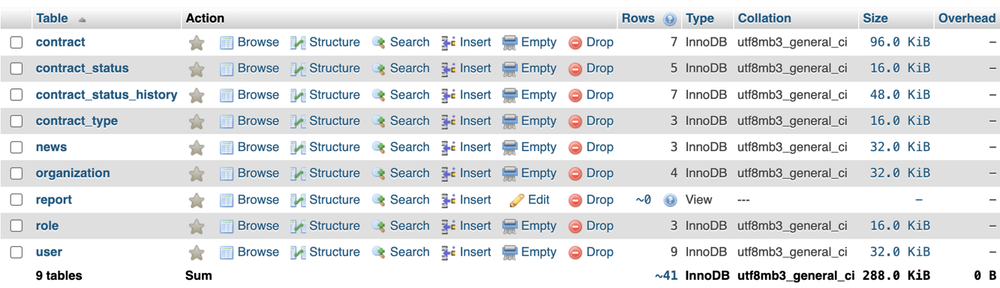 Table Action Rows Type Collation Size Overhead
contract Browse Structure Search Insert Empty Drop 7 InnoDB utf8mb3_general_ci 96.0 KiB –
contract_status Browse Structure Search Insert Empty Drop 5 InnoDB utf8mb3_general_ci 16.0 KiB –
contract_status_history Browse Structure Search Insert Empty Drop 7 InnoDB utf8mb3_general_ci 48.0 KiB –
contract_type Browse Structure Search Insert Empty Drop 3 InnoDB utf8mb3_general_ci 16.0 KiB –
news Browse Structure Search Insert Empty Drop 3 InnoDB utf8mb3_general_ci 32.0 KiB –
organization Browse Structure Search Insert Empty Drop 4 InnoDB utf8mb3_general_ci 32.0 KiB –
report Browse Structure Search Insert Edit Drop ~0 View --- – –
role Browse Structure Search Insert Empty Drop 3 InnoDB utf8mb3_general_ci 16.0 KiB –
user Browse Structure Search Insert Empty Drop 9 InnoDB utf8mb3_general_ci 32.0 KiB –
9 tables Sum ~41 InnoDB utf8mb3_general_ci 288.0 KiB 0 B